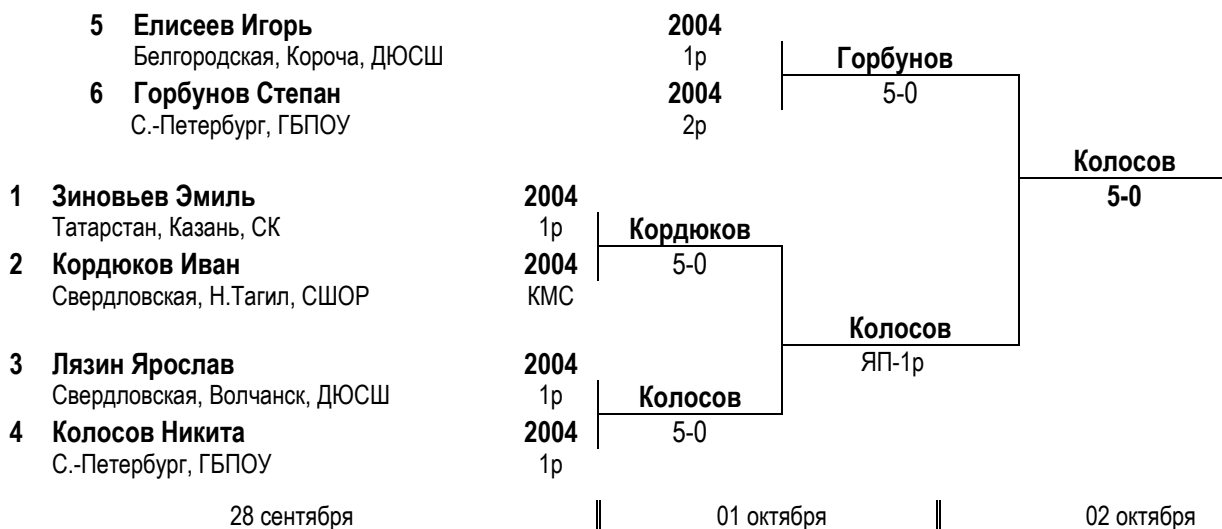 5 Елисеев Игорь 2004
Белгородская, Короча, ДЮСШ 1р Горбунов
6 Горбунов Степан 2004 5-0
С.-Петербург, ГБПОУ 2р
Колосов
1 Зиновьев Эмиль 2004 5-0
Татарстан, Казань, СК 1р Кордюков
2 Кордюков Иван 2004 5-0
Свердловская, Н.Тагил, СШОР КМС
Колосов
3 Лязин Ярослав 2004 ЯП-1р
Свердловская, Волчанск, ДЮСШ 1р Колосов
4 Колосов Никита 2004 5-0
С.-Петербург, ГБПОУ 1р
28 сентября 01 октября 02 октября